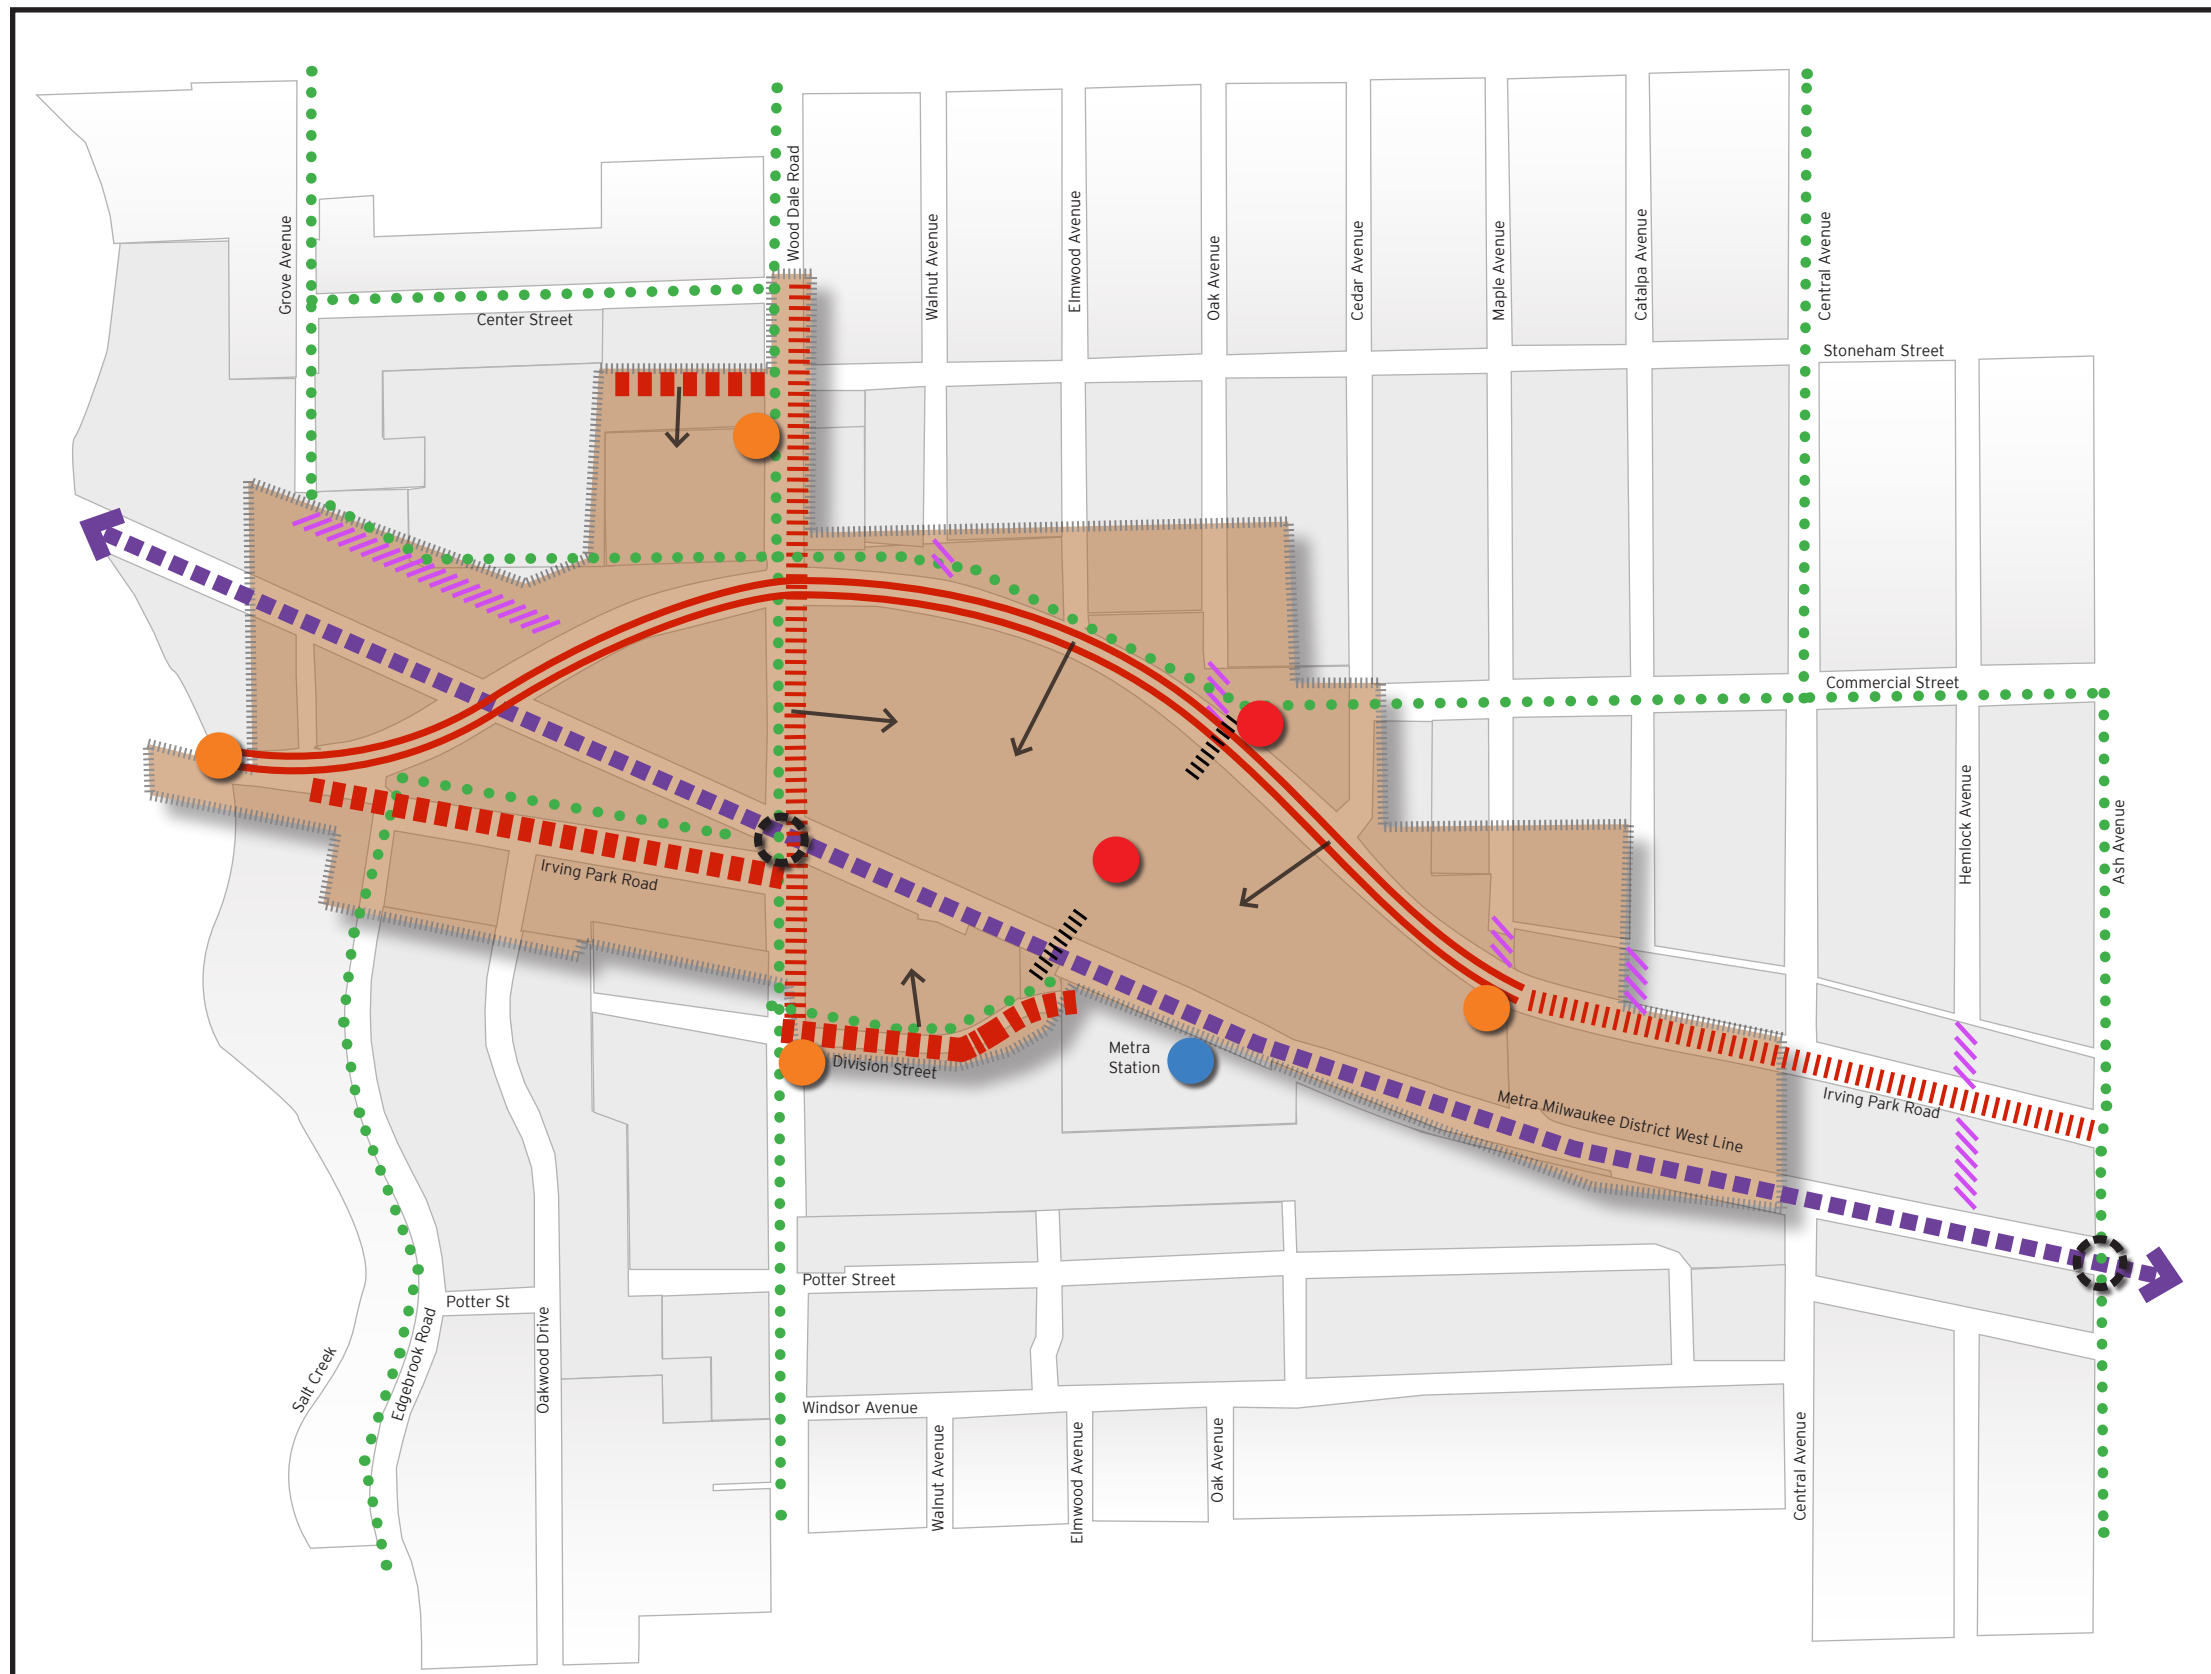 Grove Avenue
Wood Dale Road
Walnut Avenue
Elmwood Avenue
Oak Avenue
Cedar Avenue
Maple Avenue
Catalpa Avenue
Central Avenue
Center Street
Stoneham Street
Commercial Street
Hemlock Avenue
Ash Avenue
Irving Park Road
Metra
Station
Division Street
Metra Milwaukee District West Line
Irving Park Road
Potter Street
Potter St
Oakwood Drive
Edgebrook Road
Salt Creek
Windsor Avenue
Walnut Avenue
Elmwood Avenue
Oak Avenue
Central Avenue